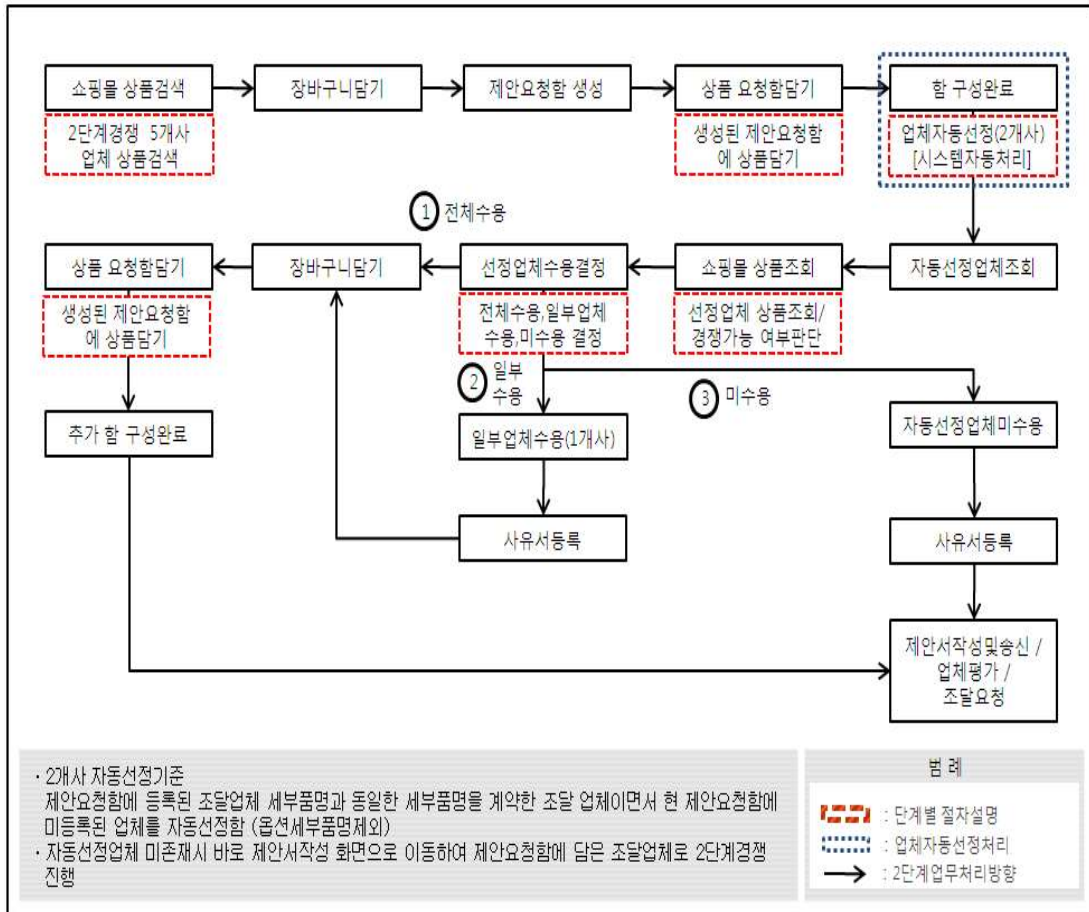 쇼핑몰 상품검색
장바구니담기
제안요청함 생성
상품 요청함담기
함 구성완료
2단계경쟁 5개사
업체 상품검색
생성된 제안요청함
에 상품담기
업체자동선정(2개사)
[시스템자동처리]
1 전체수용
상품 요청함담기
장바구니담기
선정업체수용결정
쇼핑몰 상품조회
자동선정업체조회
생성된 제안요청함
에 상품담기
전체수용,일부업체
수용,미수용 결정
선정업체 상품조회/
경쟁가능 여부판단
2 일부
수용
3 미수용
추가 함 구성완료
일부업체수용(1개사)
자동선정업체미수용
사유서등록
사유서등록
제안서작성및송신 /
업체평가 /
조달요청
· 2개사 자동선정기준
제안요청함에 등록된 조달업체 세부품명과 동일한 세부품명을 계약한 조달 업체이면서 현 제안요청함에
미등록된 업체를 자동선정함 (옵션세부품명제외)
· 자동선정업체 미존재시 바로 제안서작성 화면으로 이동하여 제안요청함에 담은 조달업체로 2단계경쟁
진행
범 례
: 단계별 절차설명
: 업체자동선정처리
: 2단계업무처리방향